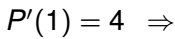 P′(1) = 4 ⇒